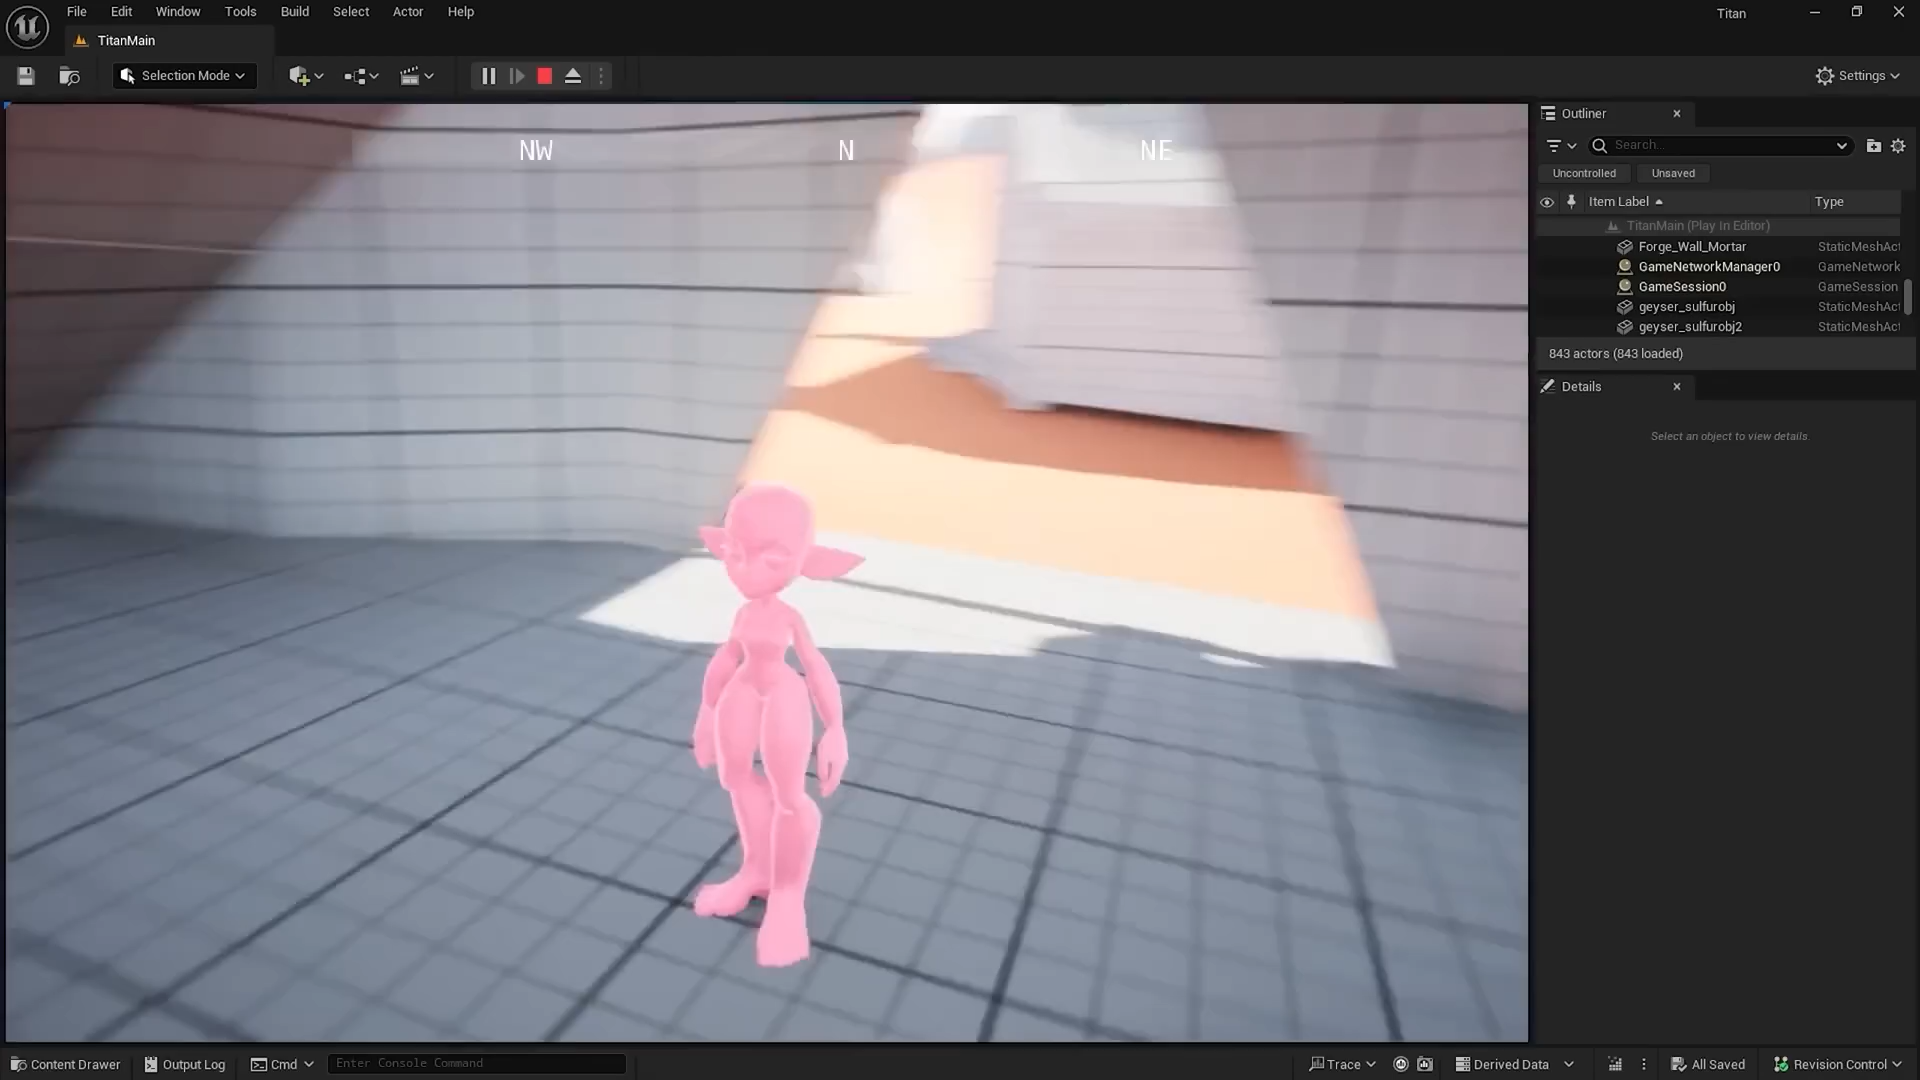 File Edit Window Tools Build Select Actor Help
Titan
TitanMain
Selection Mode
Settings
NW N NE
Outliner
Search...
Uncontrolled Unsaved
Item Label Type
TitanMain (Play In Editor)
Forge_Wall_Mortar StaticMeshAct
GameNetworkManager0 GameNetwork
GameSession0 GameSession
geyser_sulfurobj StaticMeshAct
geyser_sulfurobj2 StaticMeshAct
843 actors (843 loaded)
Details
Select an object to view details.
Content Drawer Output Log Cmd Enter Console Command Trace Derived Data All Saved Revision Control